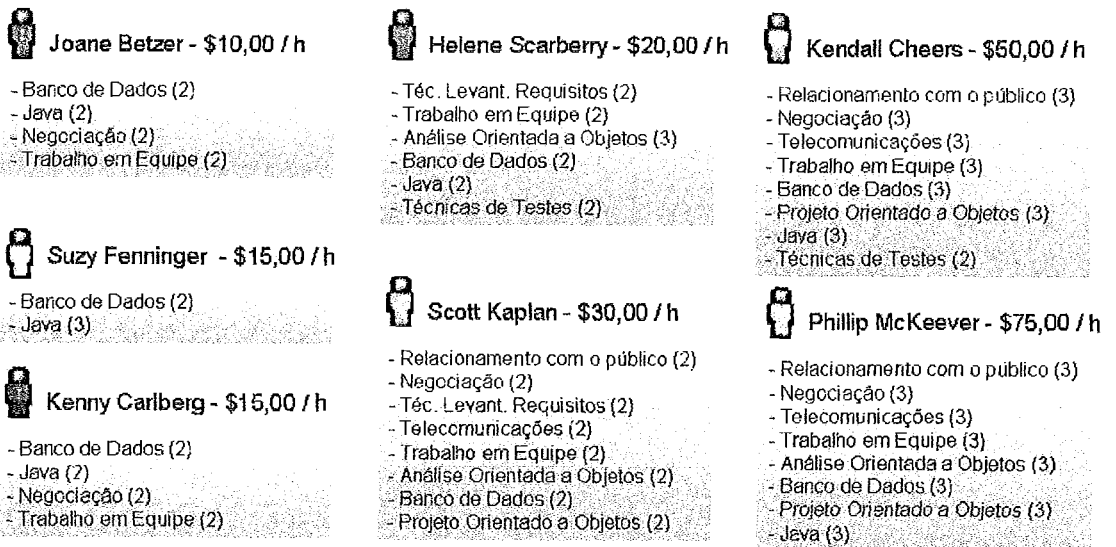 Joane Betzer - $10,00 / h
- Banco de Dados (2)
- Java (2)
- Negociação (2)
- Trabalho em Equipe (2)
Suzy Fenninger - $15,00 / h
- Banco de Dados (2)
- Java (3)
Kenny Carlberg - $15,00 / h
- Banco de Dados (2)
- Java (2)
- Negociação (2)
- Trabalho em Equipe (2)
Helene Scarberry - $20,00 / h
- Téc. Levant. Requisitos (2)
- Trabalho em Equipe (2)
- Análise Orientada a Objetos (3)
- Banco de Dados (2)
- Java (2)
- Técnicas de Testes (2)
Scott Kaplan - $30,00 / h
- Relacionamento com o público (2)
- Negociação (2)
- Téc. Levant. Requisitos (2)
- Telecomunicações (2)
- Trabalho em Equipe (2)
- Análise Orientada a Objetos (2)
- Banco de Dados (2)
- Projeto Orientado a Objetos (2)
Kendall Cheers - $50,00 / h
- Relacionamento com o público (3)
- Negociação (3)
- Telecomunicações (3)
- Trabalho em Equipe (3)
- Banco de Dados (3)
- Projeto Orientado a Objetos (3)
- Java (3)
- Técnicas de Testes (2)
Phillip McKeever - $75,00 / h
- Relacionamento com o público (3)
- Negociação (3)
- Telecomunicações (3)
- Trabalho em Equipe (3)
- Análise Orientada a Objetos (3)
- Banco de Dados (3)
- Projeto Orientado a Objetos (3)
- Java (3)